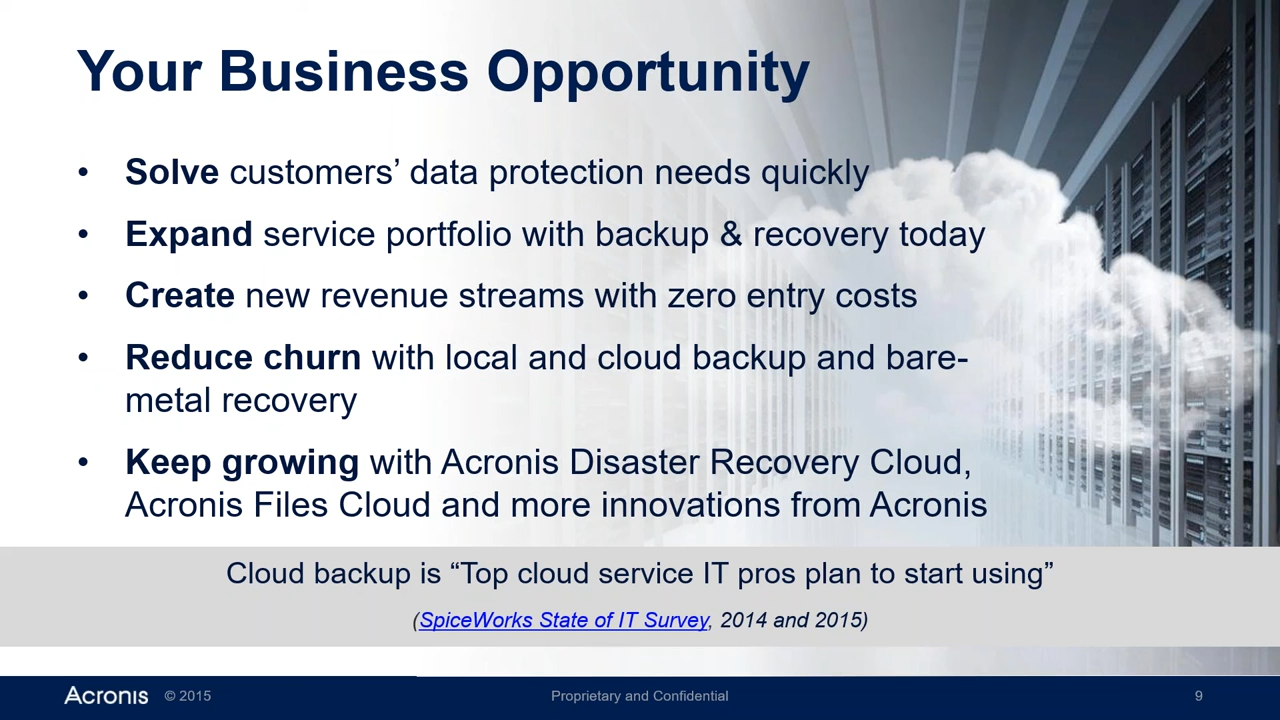 Your Business Opportunity
• Solve customers’ data protection needs quickly
• Expand service portfolio with backup & recovery today
• Create new revenue streams with zero entry costs
• Reduce churn with local and cloud backup and bare-
metal recovery
• Keep growing with Acronis Disaster Recovery Cloud,
Acronis Files Cloud and more innovations from Acronis
Cloud backup is “Top cloud service IT pros plan to start using”
(SpiceWorks State of IT Survey, 2014 and 2015)
Acronis © 2015 Proprietary and Confidential 9